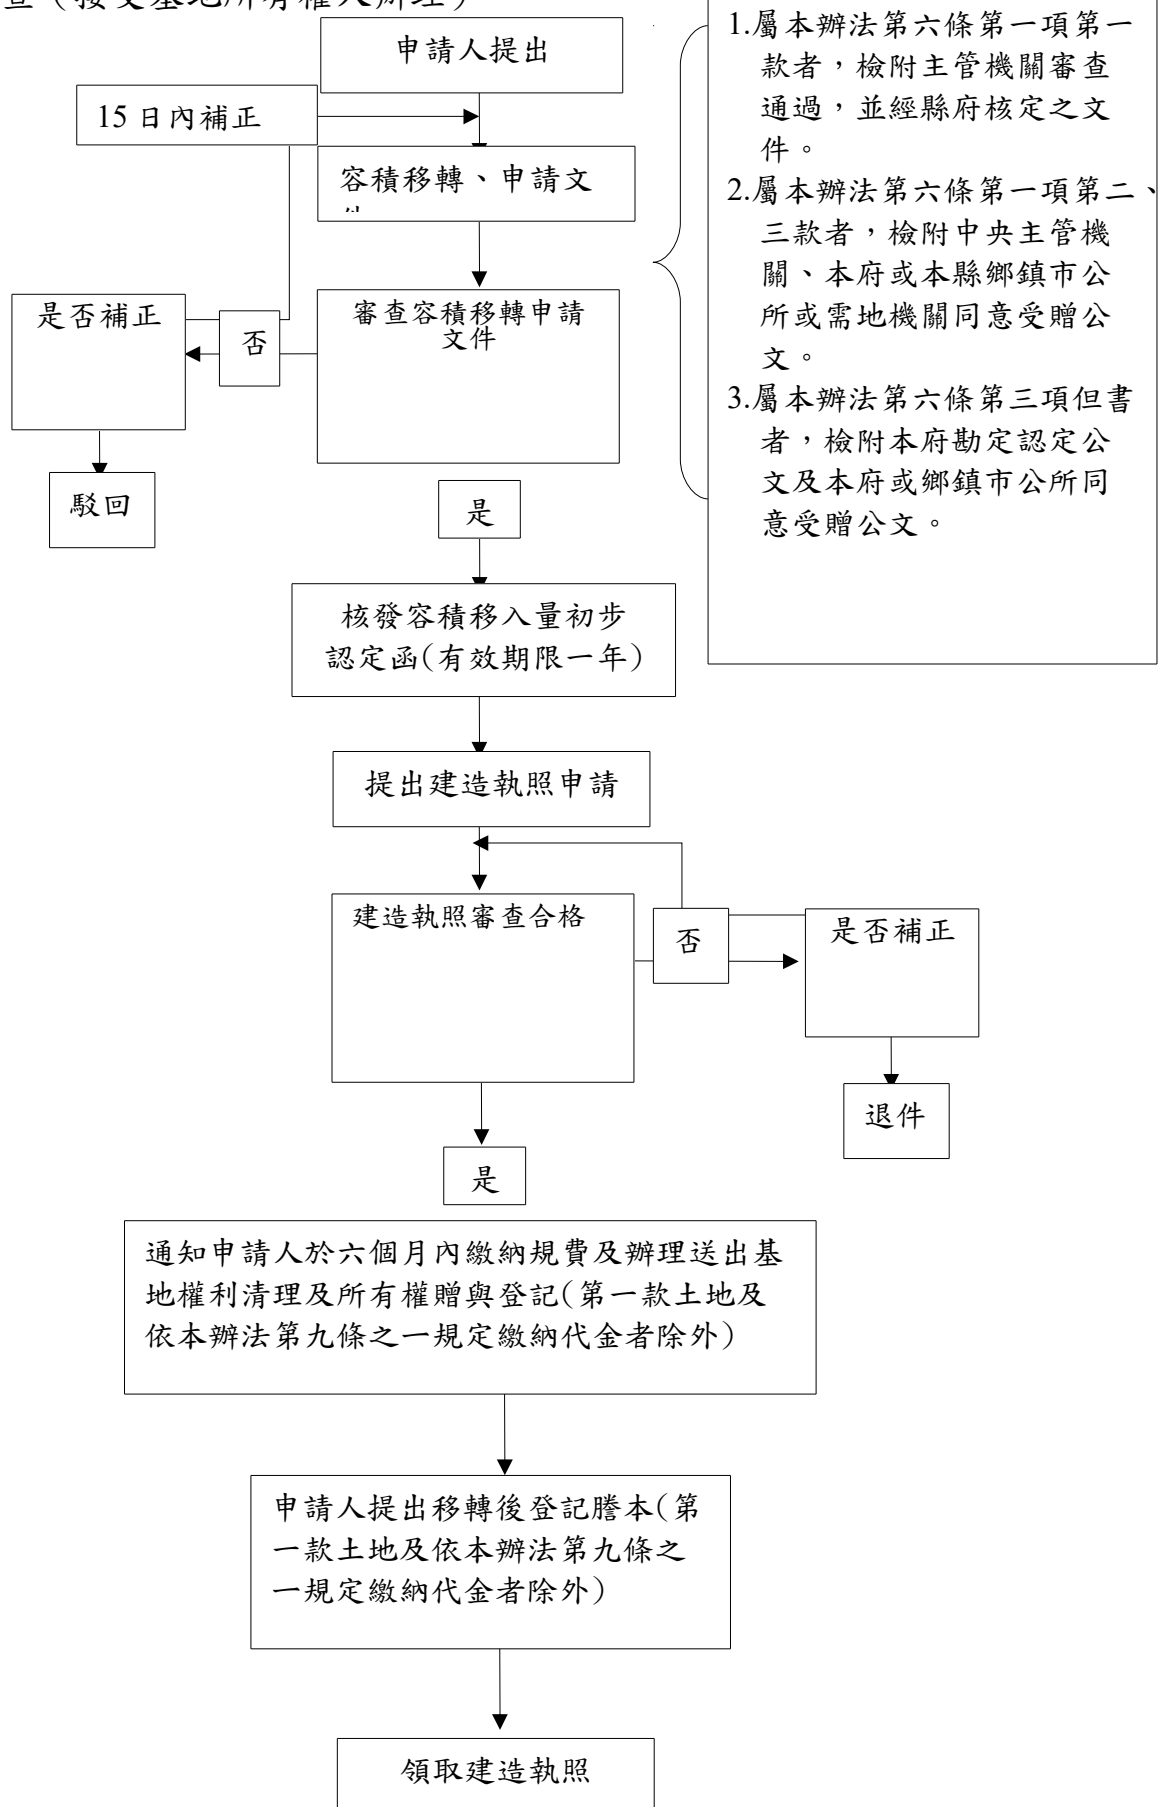 查（接受基地所有權人辦理）
申請人提出
15 日內補正
容積移轉、申請文
件
是否補正
否
審查容積移轉申請
文件
駁回
是
1.屬本辦法第六條第一項第一
款者，檢附主管機關審查
通過，並經縣府核定之文
件。
2.屬本辦法第六條第一項第二、
三款者，檢附中央主管機
關、本府或本縣鄉鎮市公
所或需地機關同意受贈公
文。
3.屬本辦法第六條第三項但書
者，檢附本府勘定認定公
文及本府或鄉鎮市公所同
意受贈公文。
核發容積移入量初步
認定函(有效期限一年)
提出建造執照申請
建造執照審查合格
否
是否補正
退件
是
通知申請人於六個月內繳納規費及辦理送出基
地權利清理及所有權贈與登記(第一款土地及
依本辦法第九條之一規定繳納代金者除外)
申請人提出移轉後登記謄本(第
一款土地及依本辦法第九條之
一規定繳納代金者除外)
領取建造執照